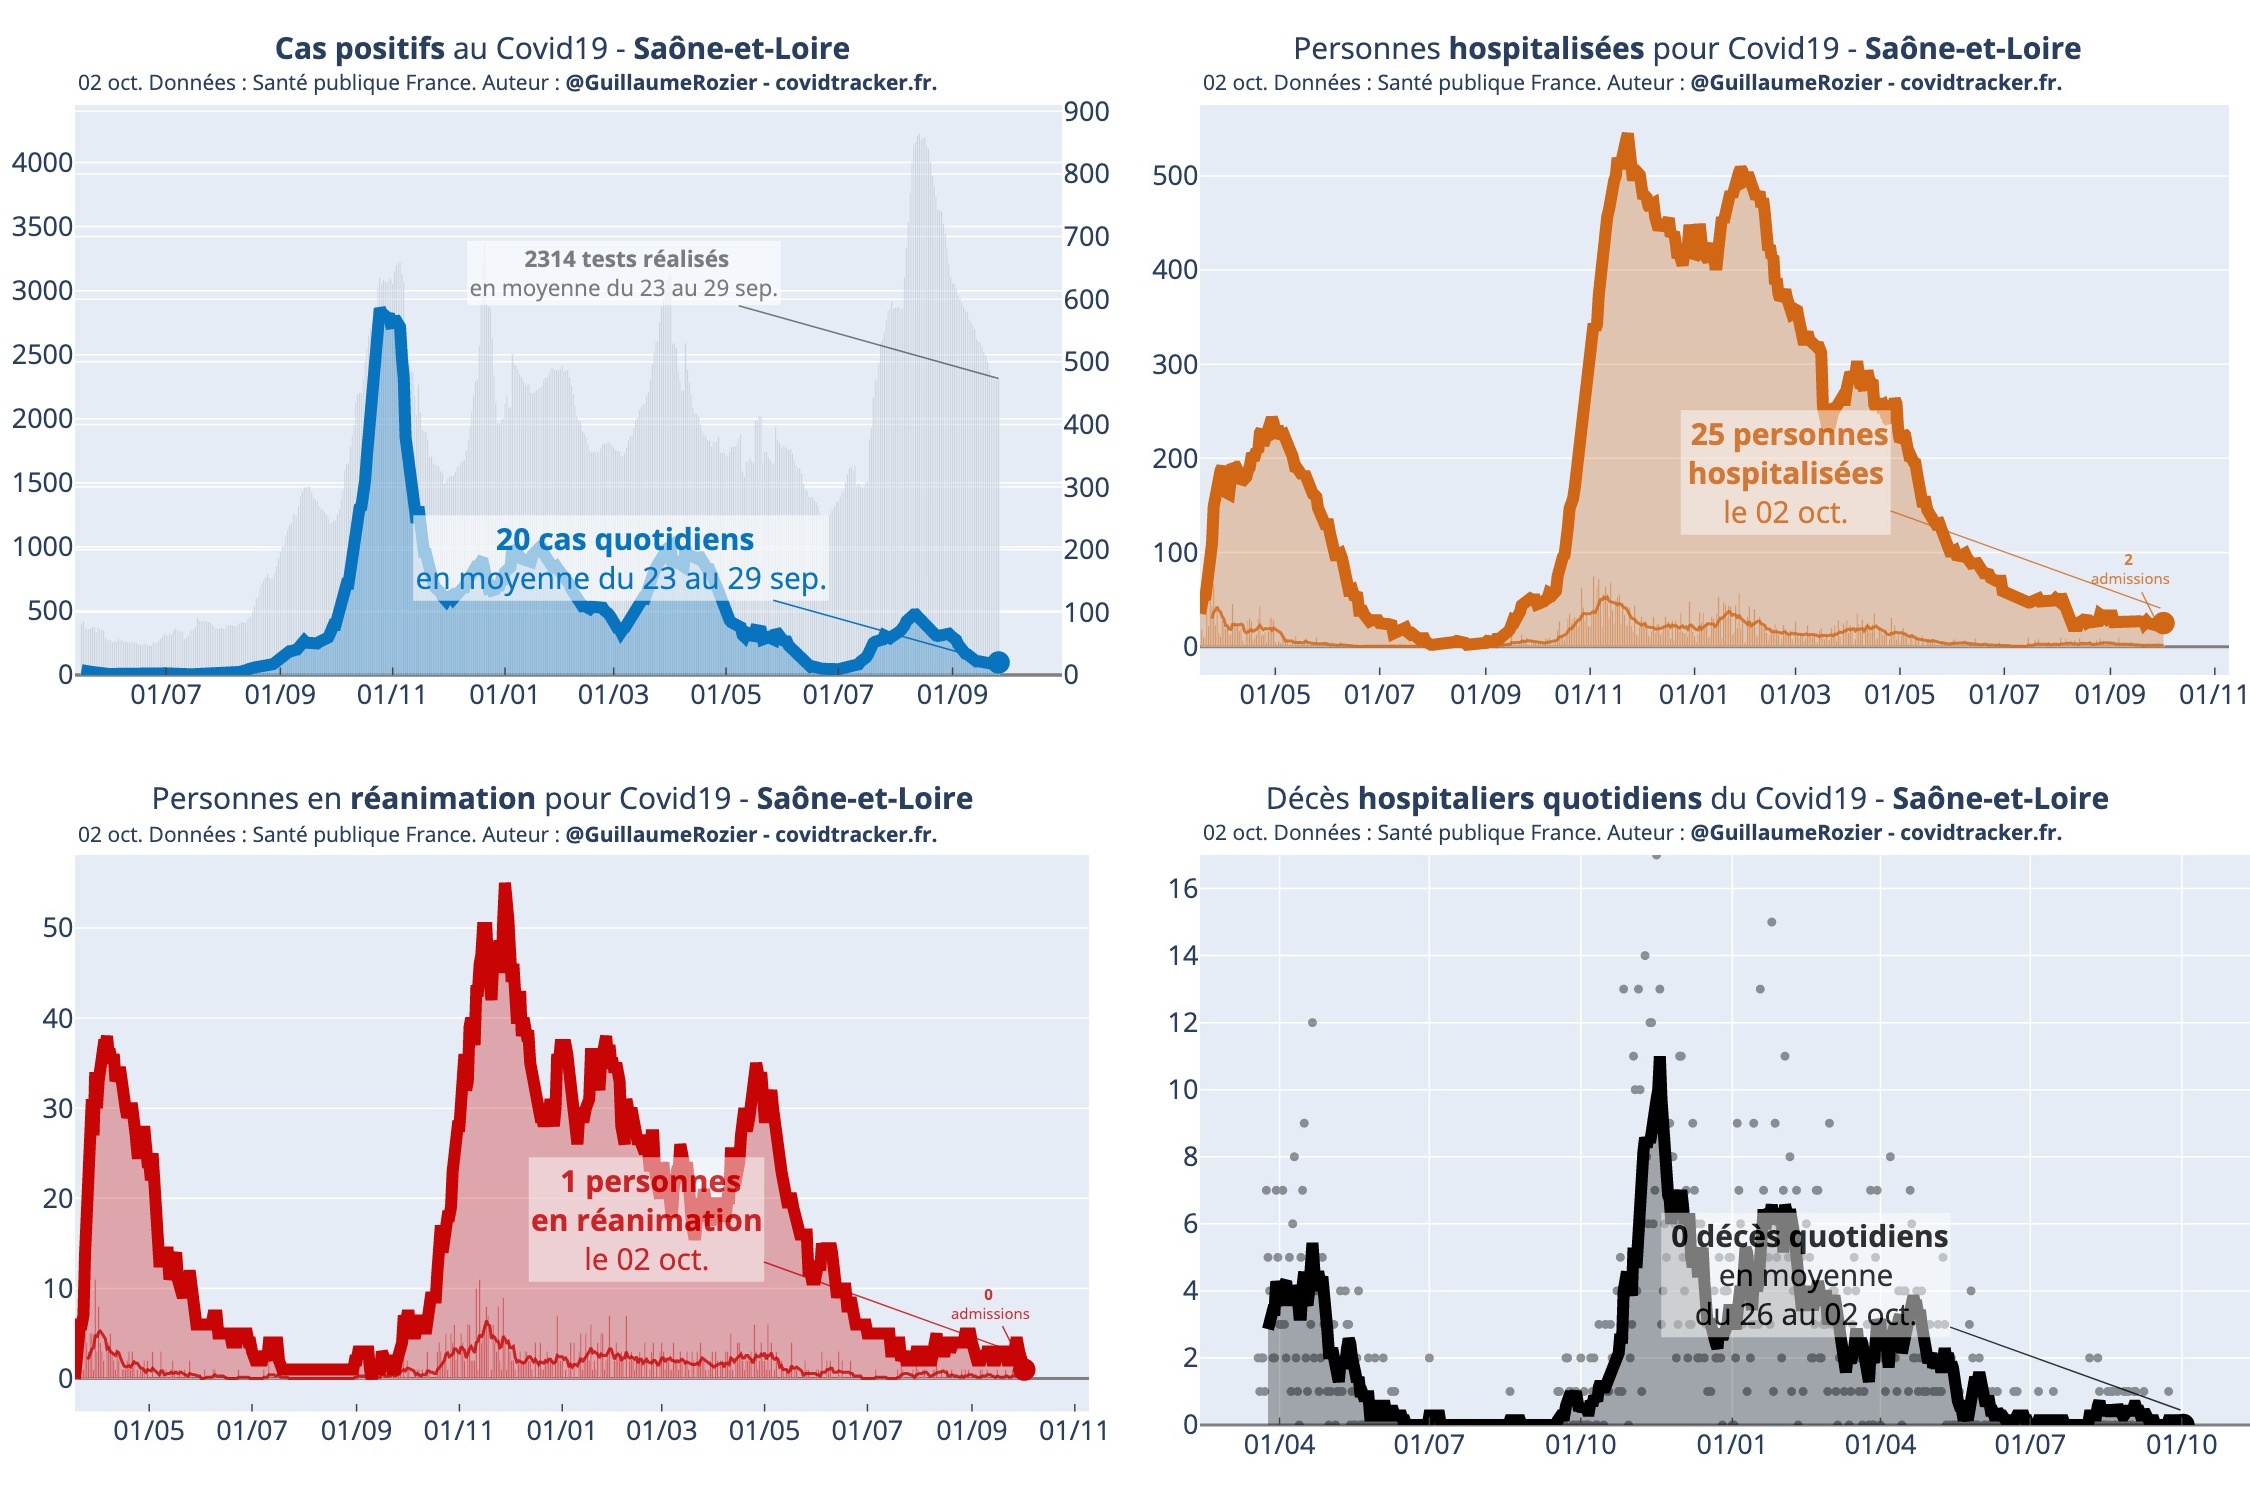 Cas positifs au Covid19 - Saône-et-Loire
02 oct. Données : Santé publique France. Auteur : @GuillaumeRozier - covidtracker.fr.
4000
3500
3000
2500
2000
1500
1000
500
0
900
800
700
600
500
400
300
200
100
0
2314 tests réalisés
en moyenne du 23 au 29 sep.
20 cas quotidiens
en moyenne du 23 au 29 sep.
01/07 01/09 01/11 01/01 01/03 01/05 01/07 01/09
Personnes hospitalisées pour Covid19 - Saône-et-Loire
02 oct. Données : Santé publique France. Auteur : @GuillaumeRozier - covidtracker.fr.
500
400
300
200
100
0
25 personnes
hospitalisées
le 02 oct.
2
admissions
01/05 01/07 01/09 01/11 01/01 01/03 01/05 01/07 01/09 01/11
Personnes en réanimation pour Covid19 - Saône-et-Loire
02 oct. Données : Santé publique France. Auteur : @GuillaumeRozier - covidtracker.fr.
50
40
30
20
10
0
1 personnes
en réanimation
le 02 oct.
0
admissions
01/05 01/07 01/09 01/11 01/01 01/03 01/05 01/07 01/09 01/11
Décès hospitaliers quotidiens du Covid19 - Saône-et-Loire
02 oct. Données : Santé publique France. Auteur : @GuillaumeRozier - covidtracker.fr.
16
14
12
10
8
6
4
2
0
0 décès quotidiens
en moyenne
du 26 au 02 oct.
01/04 01/07 01/10 01/01 01/04 01/07 01/10